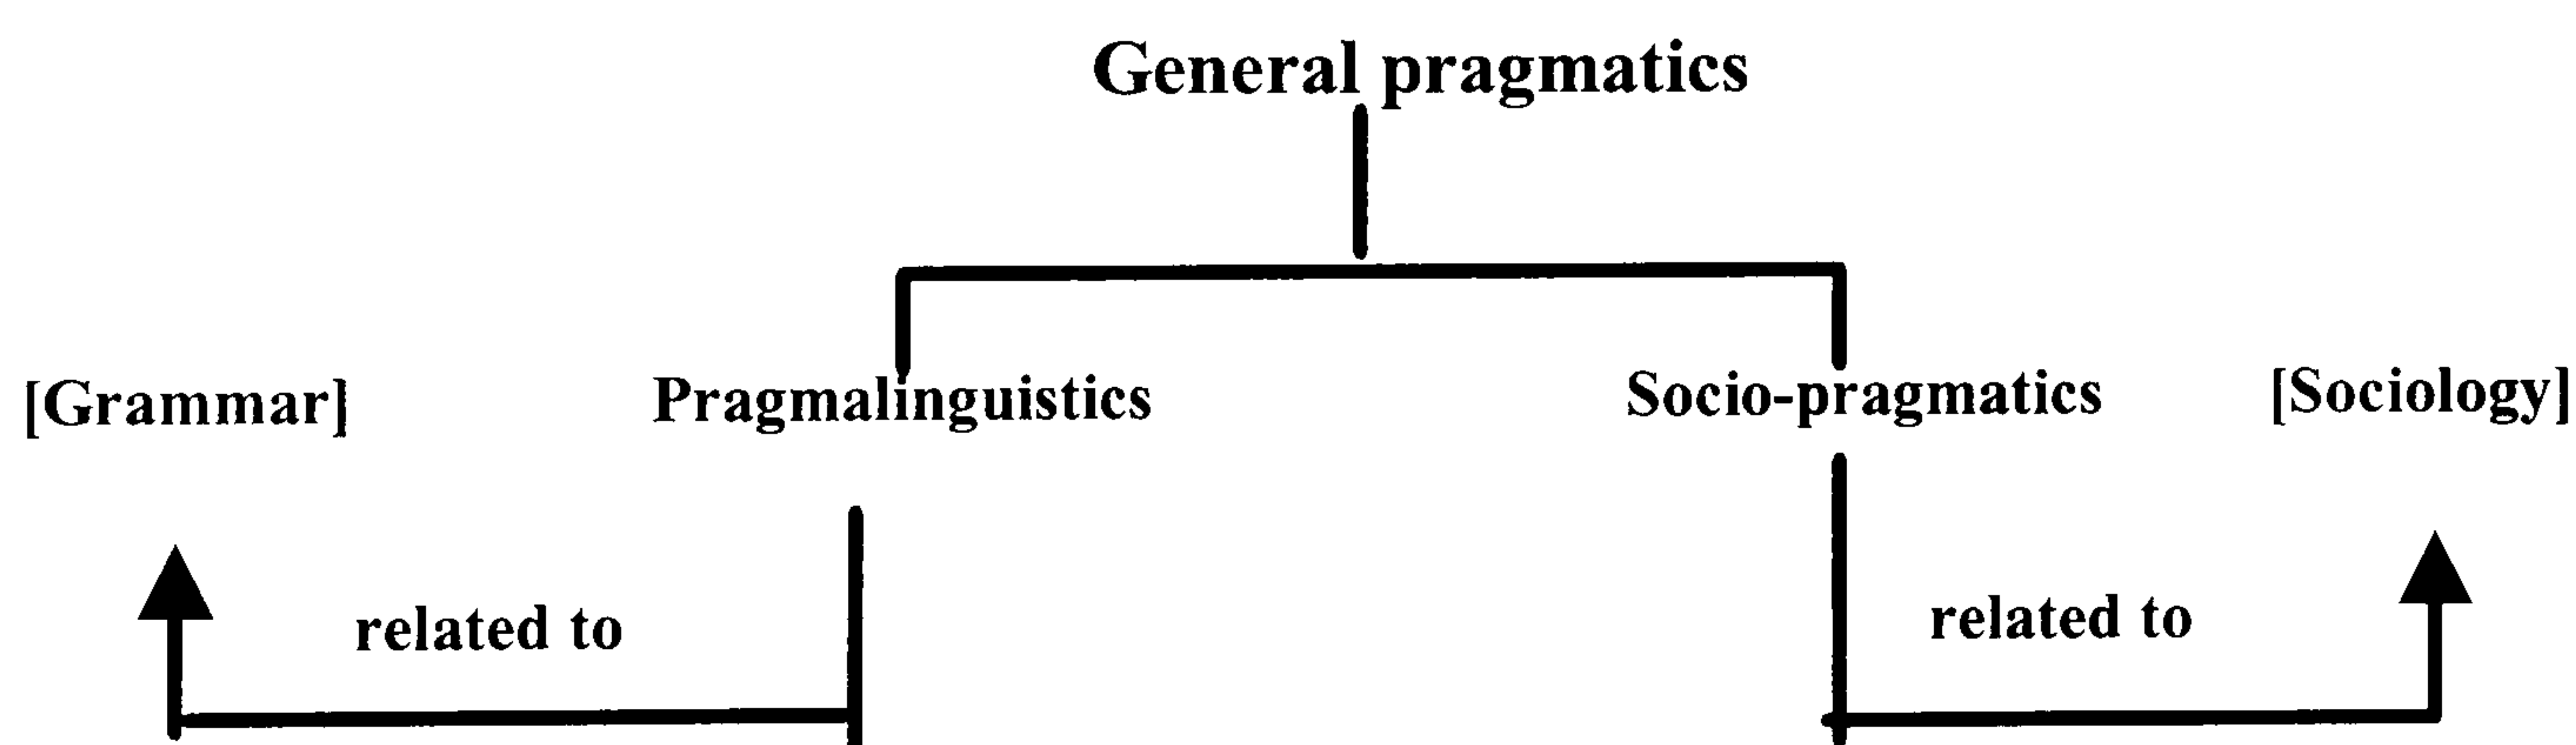 General pragmatics
[Grammar] Pragmalinguistics Socio-pragmatics [Sociology]
related to related to